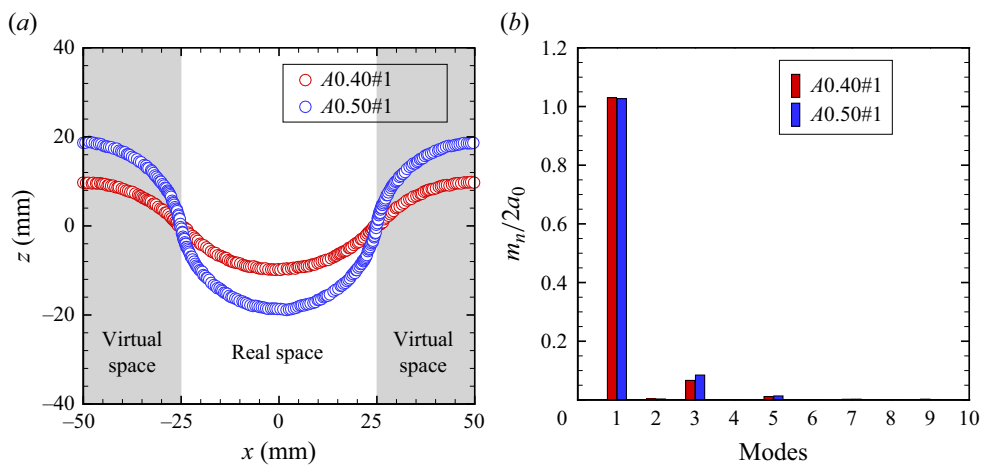 (a)
40
20
0
−20
−40
z (mm)
A0.40#1
A0.50#1
Virtual
space
Real space
Virtual
space
−50
−25
0
25
50
x (mm)
(b)
1.2
1.0
0.8
0.6
0.4
0.2
mₙ/2a₀
A0.40#1
A0.50#1
0 1 2 3 4 5 6 7 8 9 10
Modes